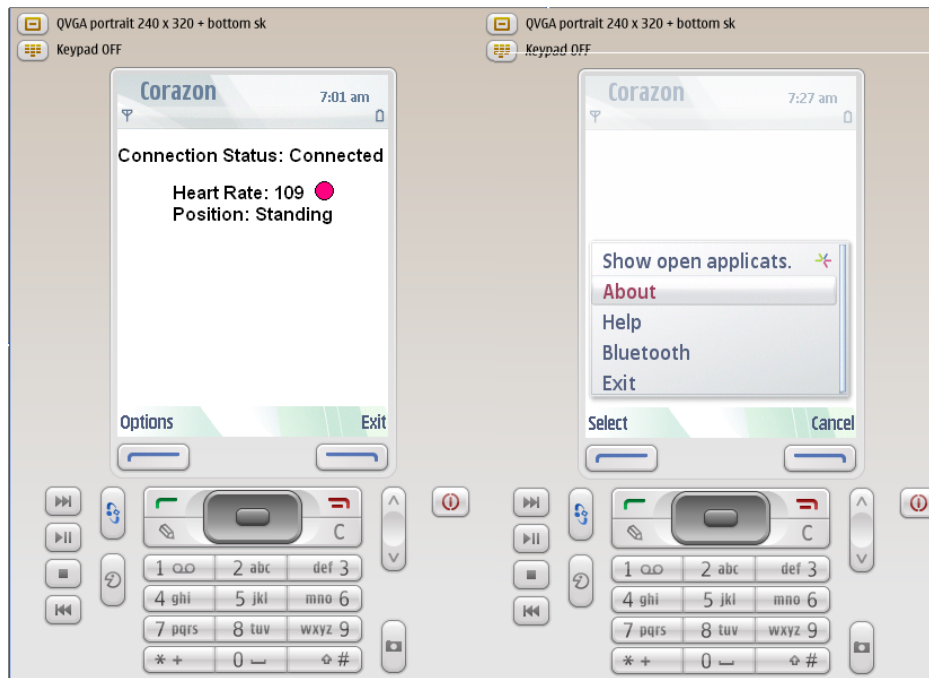 QVGA portrait 240 x 320 + bottom sk
Keypad OFF
Corazon
7:01 am
Connection Status: Connected
Heart Rate: 109
Position: Standing
Options Exit
C
1 2 abc def 3
4 ghi 5 jkl mno 6
7 pqrs 8 tuv wxyz 9
* + 0 #
QVGA portrait 240 x 320 + bottom sk
Keypad OFF
Corazon
7:27 am
Show open applicats.
About
Help
Bluetooth
Exit
Select Cancel
C
1 2 abc def 3
4 ghi 5 jkl mno 6
7 pqrs 8 tuv wxyz 9
* + 0 #